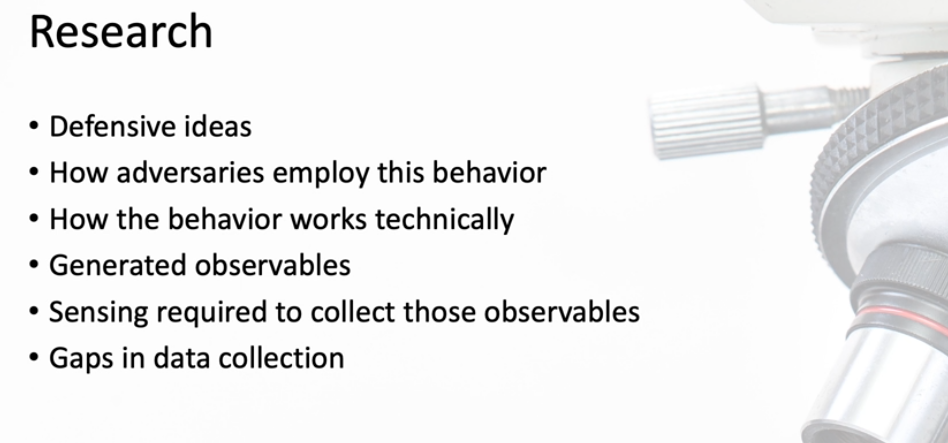 Research
• Defensive ideas
• How adversaries employ this behavior
• How the behavior works technically
• Generated observables
• Sensing required to collect those observables
• Gaps in data collection